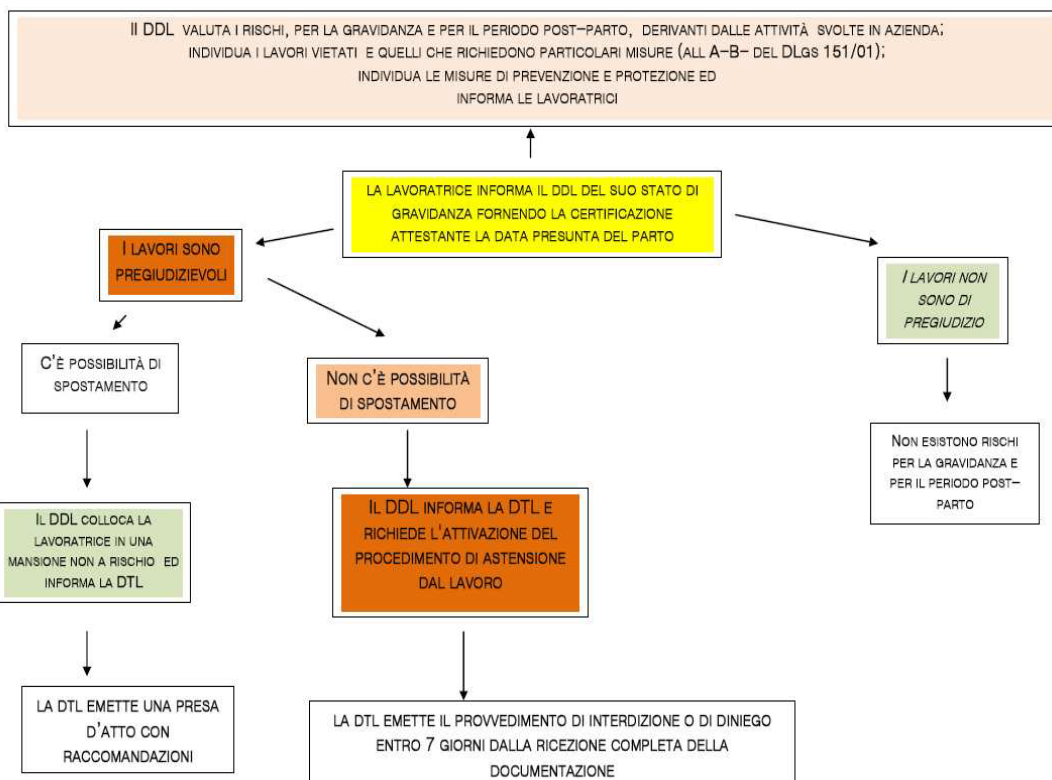 Il DDL VALUTA I RISCHI, PER LA GRAVIDANZA E PER IL PERIODO POST-PARTO, DERIVANTI DALLE ATTIVITÀ SVOLTE IN AZIENDA;
INDIVIDUA I LAVORI VIETATI E QUELLI CHE RICHIEDONO PARTICOLARI MISURE (ALL A-B- DEL DLGS 151/01);
INDIVIDUA LE MISURE DI PREVENZIONE E PROTEZIONE ED
INFORMA LE LAVORATRICI
LA LAVORATRICE INFORMA IL DDL DEL SUO STATO DI
GRAVIDANZA FORNENDO LA CERTIFICAZIONE
ATTESTANTE LA DATA PRESUNTA DEL PARTO
I LAVORI SONO
PREGIUDIZIEVOLI
I LAVORI NON
SONO DI
PREGIUDIZIO
C'È POSSIBILITÀ DI
SPOSTAMENTO
NON C'È POSSIBILITÀ
DI SPOSTAMENTO
NON ESISTONO RISCHI
PER LA GRAVIDANZA E
PER IL PERIODO POST-
PARTO
IL DDL COLLOCA LA
LAVORATRICE IN UNA
MANSIONE NON A RISCHIO ED
INFORMA LA DTL
IL DDL INFORMA LA DTL E
RICHIEDE L'ATTIVAZIONE DEL
PROCEDIMENTO DI ASTENSIONE
DAL LAVORO
LA DTL EMETTE UNA PRESA
D'ATTO CON
RACCOMANDAZIONI
LA DTL EMETTE IL PROVVEDIMENTO DI INTERDIZIONE O DI DINIEGO
ENTRO 7 GIORNI DALLA RICEZIONE COMPLETA DELLA
DOCUMENTAZIONE